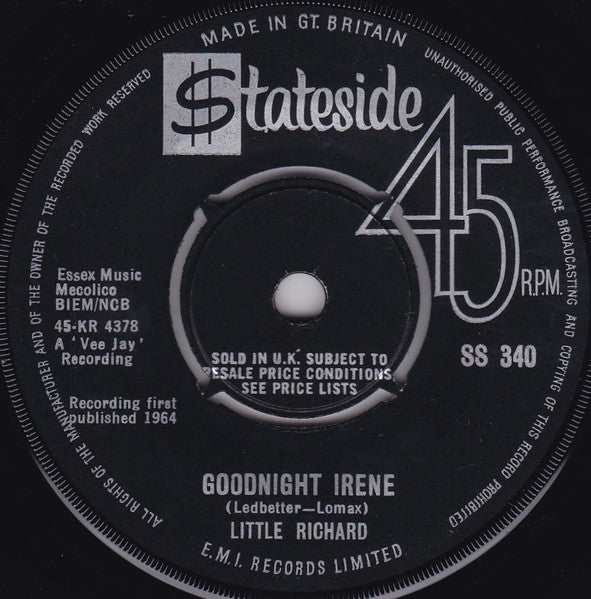 MADE IN GT. BRITAIN
UNAUTHORISED PUBLIC PERFORMANCE BROADCASTING AND COPYING OF THIS RECORD PROHIBITED
ALL RIGHTS OF THE MANUFACTURER AND OF THE OWNER OF THE RECORDED WORK RESERVED
$tateside
45 R.P.M.
Essex Music
Mecolico
BIEM/NCB
45-KR 4378
A 'Vee Jay'
Recording
SS 340
SOLD IN U.K. SUBJECT TO
RESALE PRICE CONDITIONS,
SEE PRICE LISTS
Recording first
published 1964
GOODNIGHT IRENE
(Ledbetter—Lomax)
LITTLE RICHARD
E.M.I. RECORDS LIMITED